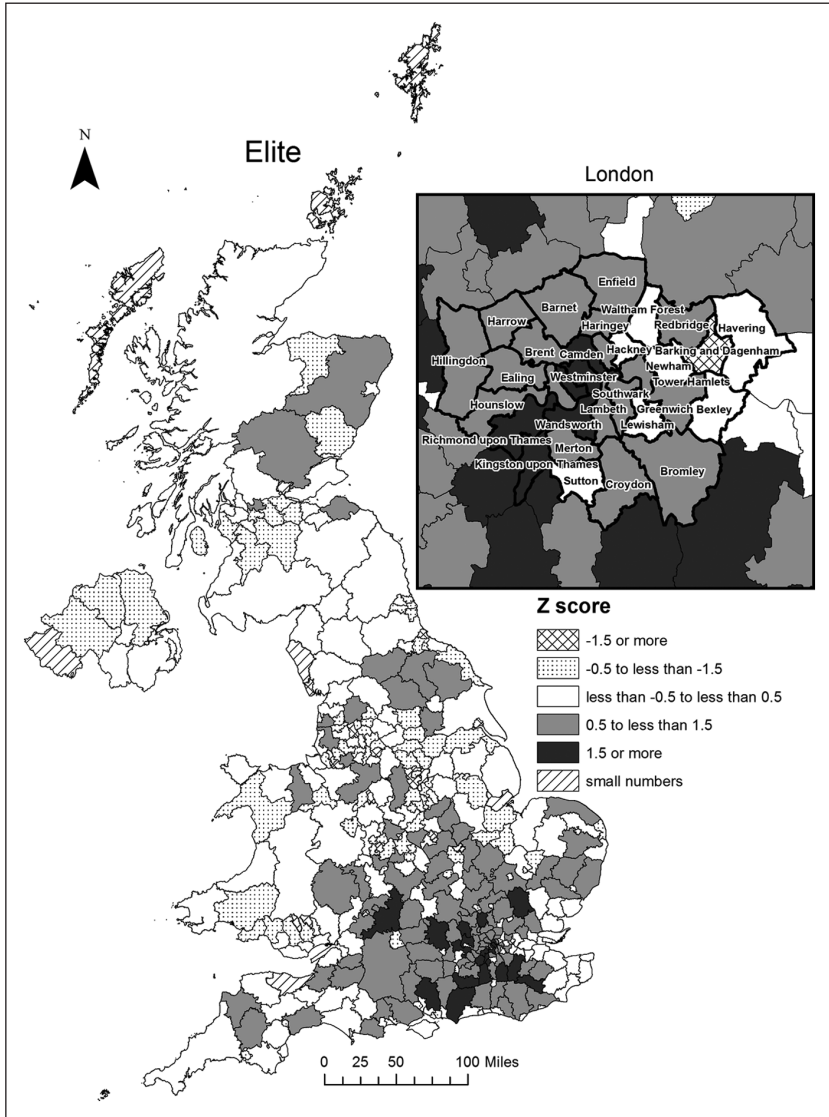 N
Elite
London
Enfield
Barnet
Waltham Forest
Harrow
Haringey
Redbridge
Havering
Hillingdon
Brent
Camden
Hackney
Barking and Dagenham
Ealing
Westminster
Newham
Tower Hamlets
Hounslow
Southwark
Lambeth
Greenwich
Bexley
Wandsworth
Lewisham
Richmond upon Thames
Merton
Kingston upon Thames
Sutton
Croydon
Bromley
Z score
-1.5 or more
-0.5 to less than -1.5
less than -0.5 to less than 0.5
0.5 to less than 1.5
1.5 or more
small numbers
0 25 50 100 Miles